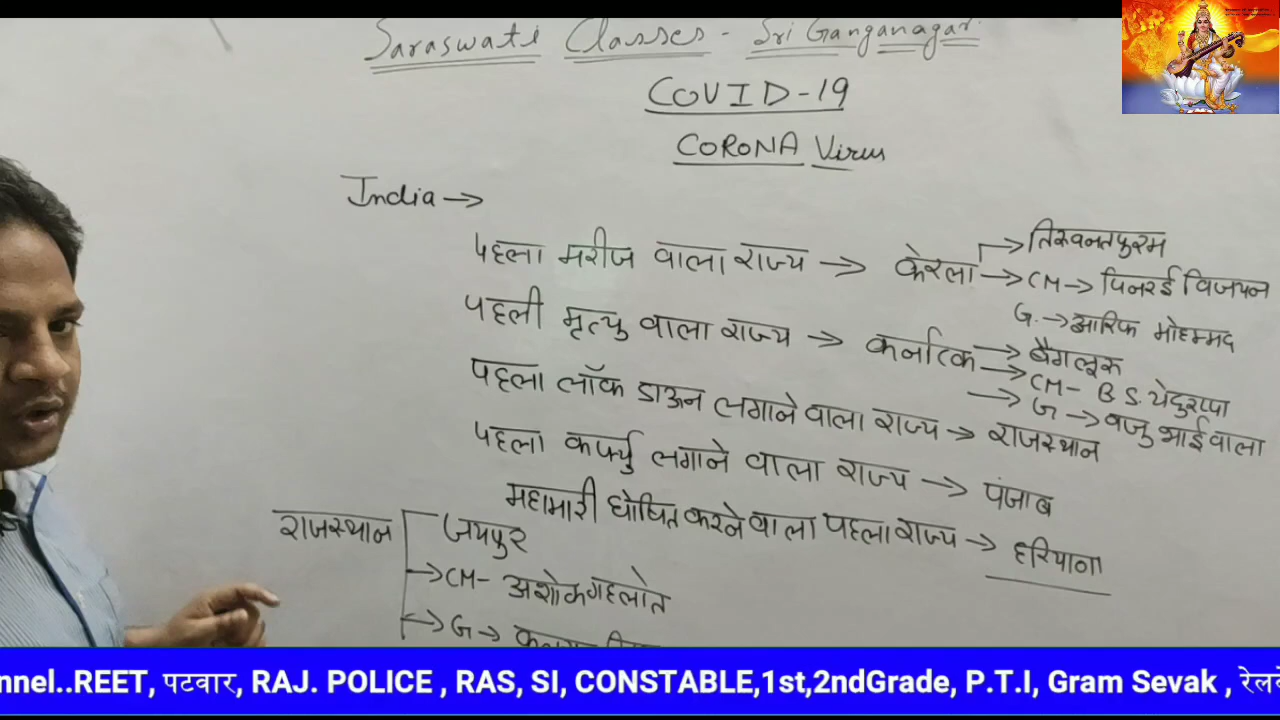 Saraswati Classes - Sri Ganganagar
COVID-19
CORONA Virus
India →
पहला मरीज वाला राज्य → केरला → तिरुवनतपुरम
→ CM → पिनरई विजयन
G. → आरिफ मोहम्मद
पहली मृत्यु वाला राज्य → कर्नाटक → बैंगलूरू
→ CM - B.S. येदुरप्पा
→ G → वजु भाई वाला
पहला लॉक डाऊन लगाने वाला राज्य → राजस्थान
पहला कर्फ्यु लगाने वाला राज्य → पंजाब
महामारी घोषित करने वाला पहला राज्य → हरियाणा
राजस्थान जयपुर
→ CM - अशोक गहलोत
→ G →
nnel..REET, पटवार, RAJ. POLICE , RAS, SI, CONSTABLE,1st,2ndGrade, P.T.I, Gram Sevak , रेलवे